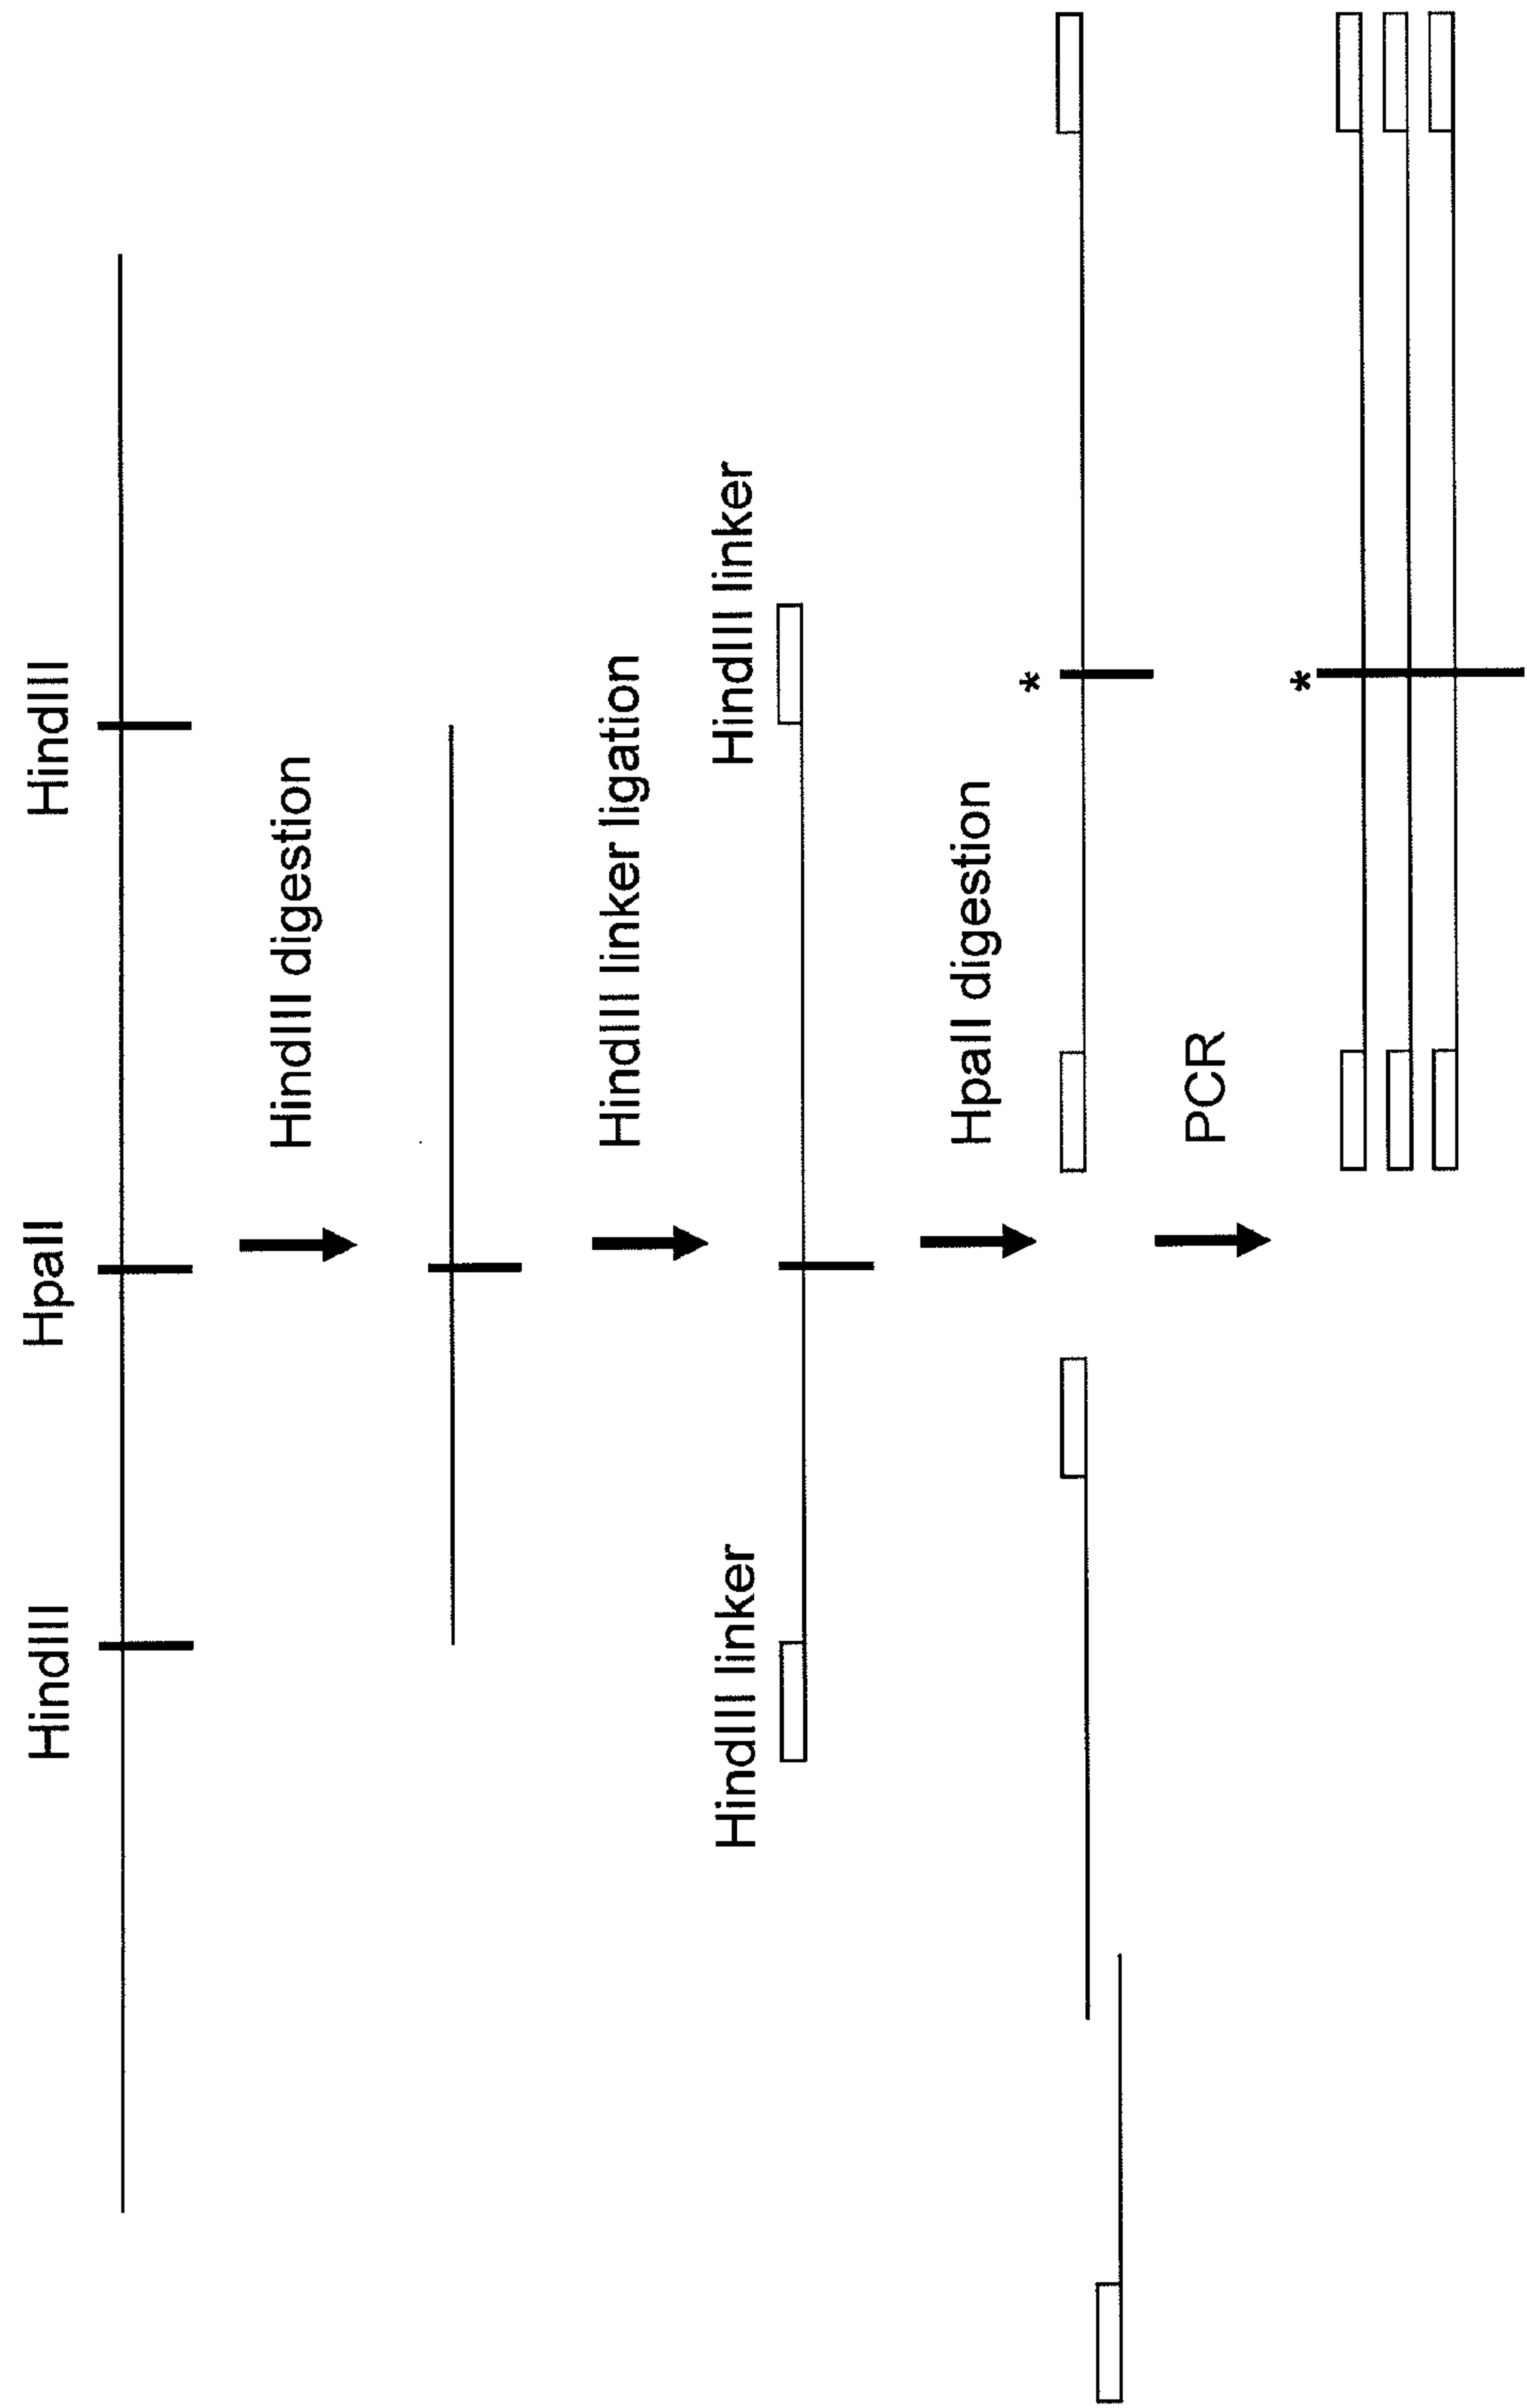 HindIII HpaII HindIII
HindIII digestion
HindIII linker ligation
HindIII linker HindIII linker
HpaII digestion
*
PCR
*